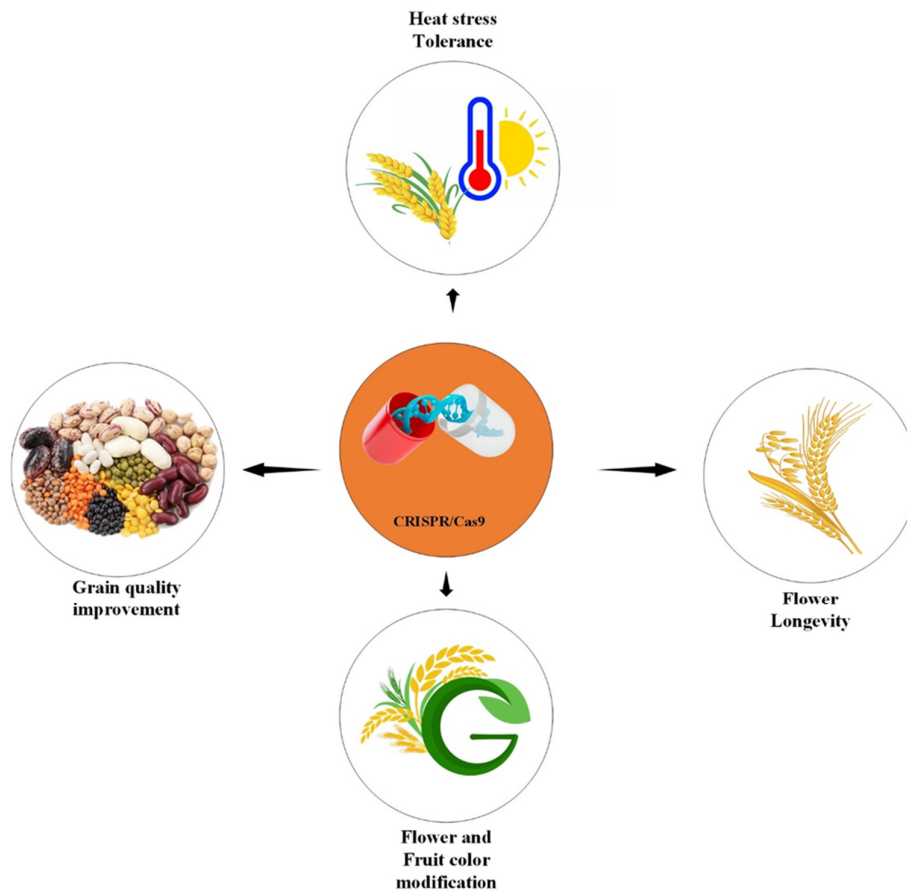 Heat stress
Tolerance
CRISPR/Cas9
Grain quality
improvement
Flower
Longevity
Flower and
Fruit color
modification